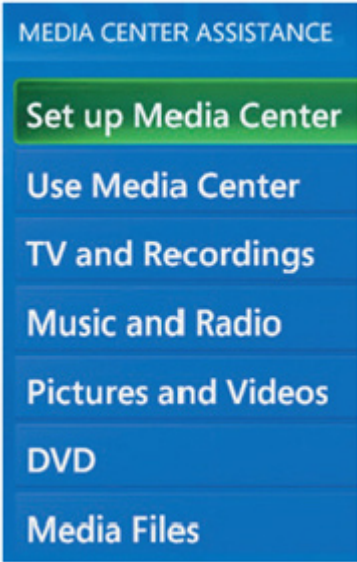 MEDIA CENTER ASSISTANCE
Set up Media Center
Use Media Center
TV and Recordings
Music and Radio
Pictures and Videos
DVD
Media Files